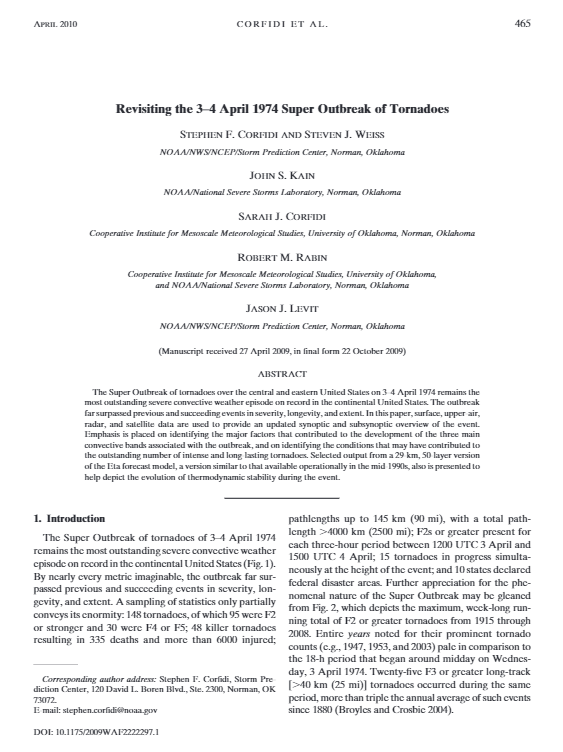 APRIL 2010
CORFIDI ET AL.
465
Revisiting the 3–4 April 1974 Super Outbreak of Tornadoes
STEPHEN F. CORFIDI AND STEVEN J. WEISS
NOAA/NWS/NCEP/Storm Prediction Center, Norman, Oklahoma
JOHN S. KAIN
NOAA/National Severe Storms Laboratory, Norman, Oklahoma
SARAH J. CORFIDI
Cooperative Institute for Mesoscale Meteorological Studies, University of Oklahoma, Norman, Oklahoma
ROBERT M. RABIN
Cooperative Institute for Mesoscale Meteorological Studies, University of Oklahoma,
and NOAA/National Severe Storms Laboratory, Norman, Oklahoma
JASON J. LEVIT
NOAA/NWS/NCEP/Storm Prediction Center, Norman, Oklahoma
(Manuscript received 27 April 2009, in final form 22 October 2009)
ABSTRACT
The Super Outbreak of tornadoes over the central and eastern United States on 3–4 April 1974 remains the
most outstanding severe convective weather episode on record in the continental United States. The outbreak
far surpassed previous and succeeding events in severity, longevity, and extent. In this paper, surface, upper air,
radar, and satellite data are used to provide an updated synoptic and subsynoptic overview of the event.
Emphasis is placed on identifying the major factors that contributed to the development of the three main
convective bands associated with the outbreak, and on identifying the conditions that may have contributed to
the outstanding number of intense and long lasting tornadoes. Selected output from a 29 km, 50 layer version
of the Eta forecast model, a version similar to that available operationally in the mid 1990s, also is presented to
help depict the evolution of thermodynamic stability during the event.
1. Introduction
The Super Outbreak of tornadoes of 3–4 April 1974
remains the most outstanding severe convective weather
episode on record in the continental United States (Fig. 1).
By nearly every metric imaginable, the outbreak far sur-
passed previous and succeeding events in severity, lon-
gevity, and extent. A sampling of statistics only partially
conveys its enormity: 148 tornadoes, of which 95 were F2
or stronger and 30 were F4 or F5; 48 killer tornadoes
resulting in 335 deaths and more than 6000 injured;
Corresponding author address: Stephen F. Corfidi, Storm Pre
diction Center, 120 David L. Boren Blvd., Ste. 2300, Norman, OK
73072.
E mail: stephen.corfidi@noaa.gov
DOI: 10.1175/2009WAF2222297.1
pathlengths up to 145 km (90 mi), with a total path-
length >4000 km (2500 mi); F2s or greater present for
each three-hour period between 1200 UTC 3 April and
1500 UTC 4 April; 15 tornadoes in progress simulta-
neously at the height of the event; and 10 states declared
federal disaster areas. Further appreciation for the phe-
nomenal nature of the Super Outbreak may be gleaned
from Fig. 2, which depicts the maximum, week-long run-
ning total of F2 or greater tornadoes from 1915 through
2008. Entire years noted for their prominent tornado
counts (e.g., 1947, 1953, and 2003) pale in comparison to
the 18-h period that began around midday on Wednes-
day, 3 April 1974. Twenty-five F3 or greater long-track
[>40 km (25 mi)] tornadoes occurred during the same
period, more than triple the annual average of such events
since 1880 (Broyles and Crosbie 2004).